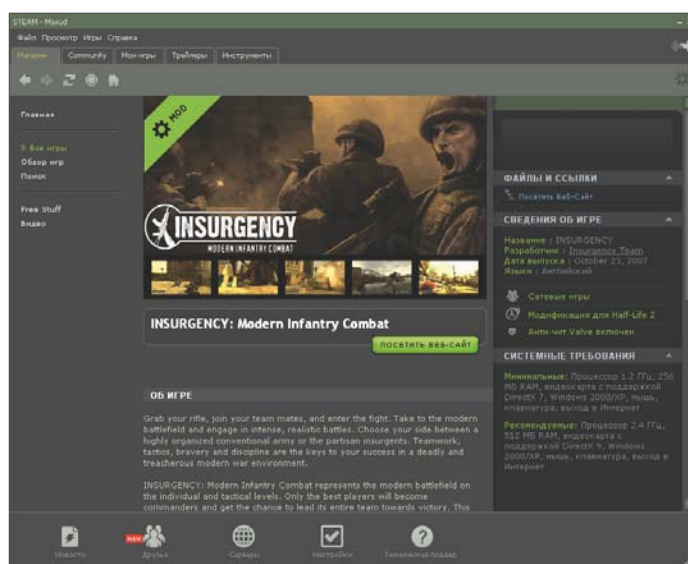 STEAM - Maxud
Файл Просмотр Игры Справка
Магазин Community Мои игры Трейлеры Инструменты
Главная
Все игры
Обзор игр
Поиск
Free Stuff
Видео
MOD
INSURGENCY
MODERN INFANTRY COMBAT
INSURGENCY: Modern Infantry Combat
ПОСЕТИТЬ ВЕБ-САЙТ
ОБ ИГРЕ
Grab your rifle, join your team mates, and enter the fight. Take to the modern
battlefield and engage in intense, realistic battles. Choose your side between a
highly organized conventional army or the partisan insurgents. Teamwork,
tactics, bravery and discipline are the keys to your success in a deadly and
treacherous modern war environment.
INSURGENCY: Modern Infantry Combat represents the modern battlefield on
the individual and tactical levels. Only the best players will become
commanders and get the chance to lead its entire team towards victory. This
ФАЙЛЫ И ССЫЛКИ
Посетить Веб-Сайт
СВЕДЕНИЯ ОБ ИГРЕ
Название : INSURGENCY
Разработчик : Insurgency Team
Дата выпуска : October 23, 2007
Языки : Английский
Сетевые игры
Модификация для Half-Life 2
Анти-чит Valve включен
СИСТЕМНЫЕ ТРЕБОВАНИЯ
Минимальные: Процессор 1.2 ГГц, 256
МБ RAM, видеокарта с поддержкой
DirectX 7, Windows 2000/XP, мышь,
клавиатура, выход в Интернет
Рекомендуемые: Процессор 2.4 ГГц,
512 МБ RAM, видеокарта с
поддержкой DirectX 9, Windows
2000/XP, мышь, клавиатура, выход в
Интернет
Новости NEW Друзья Серверы Настройки Техническая поддер